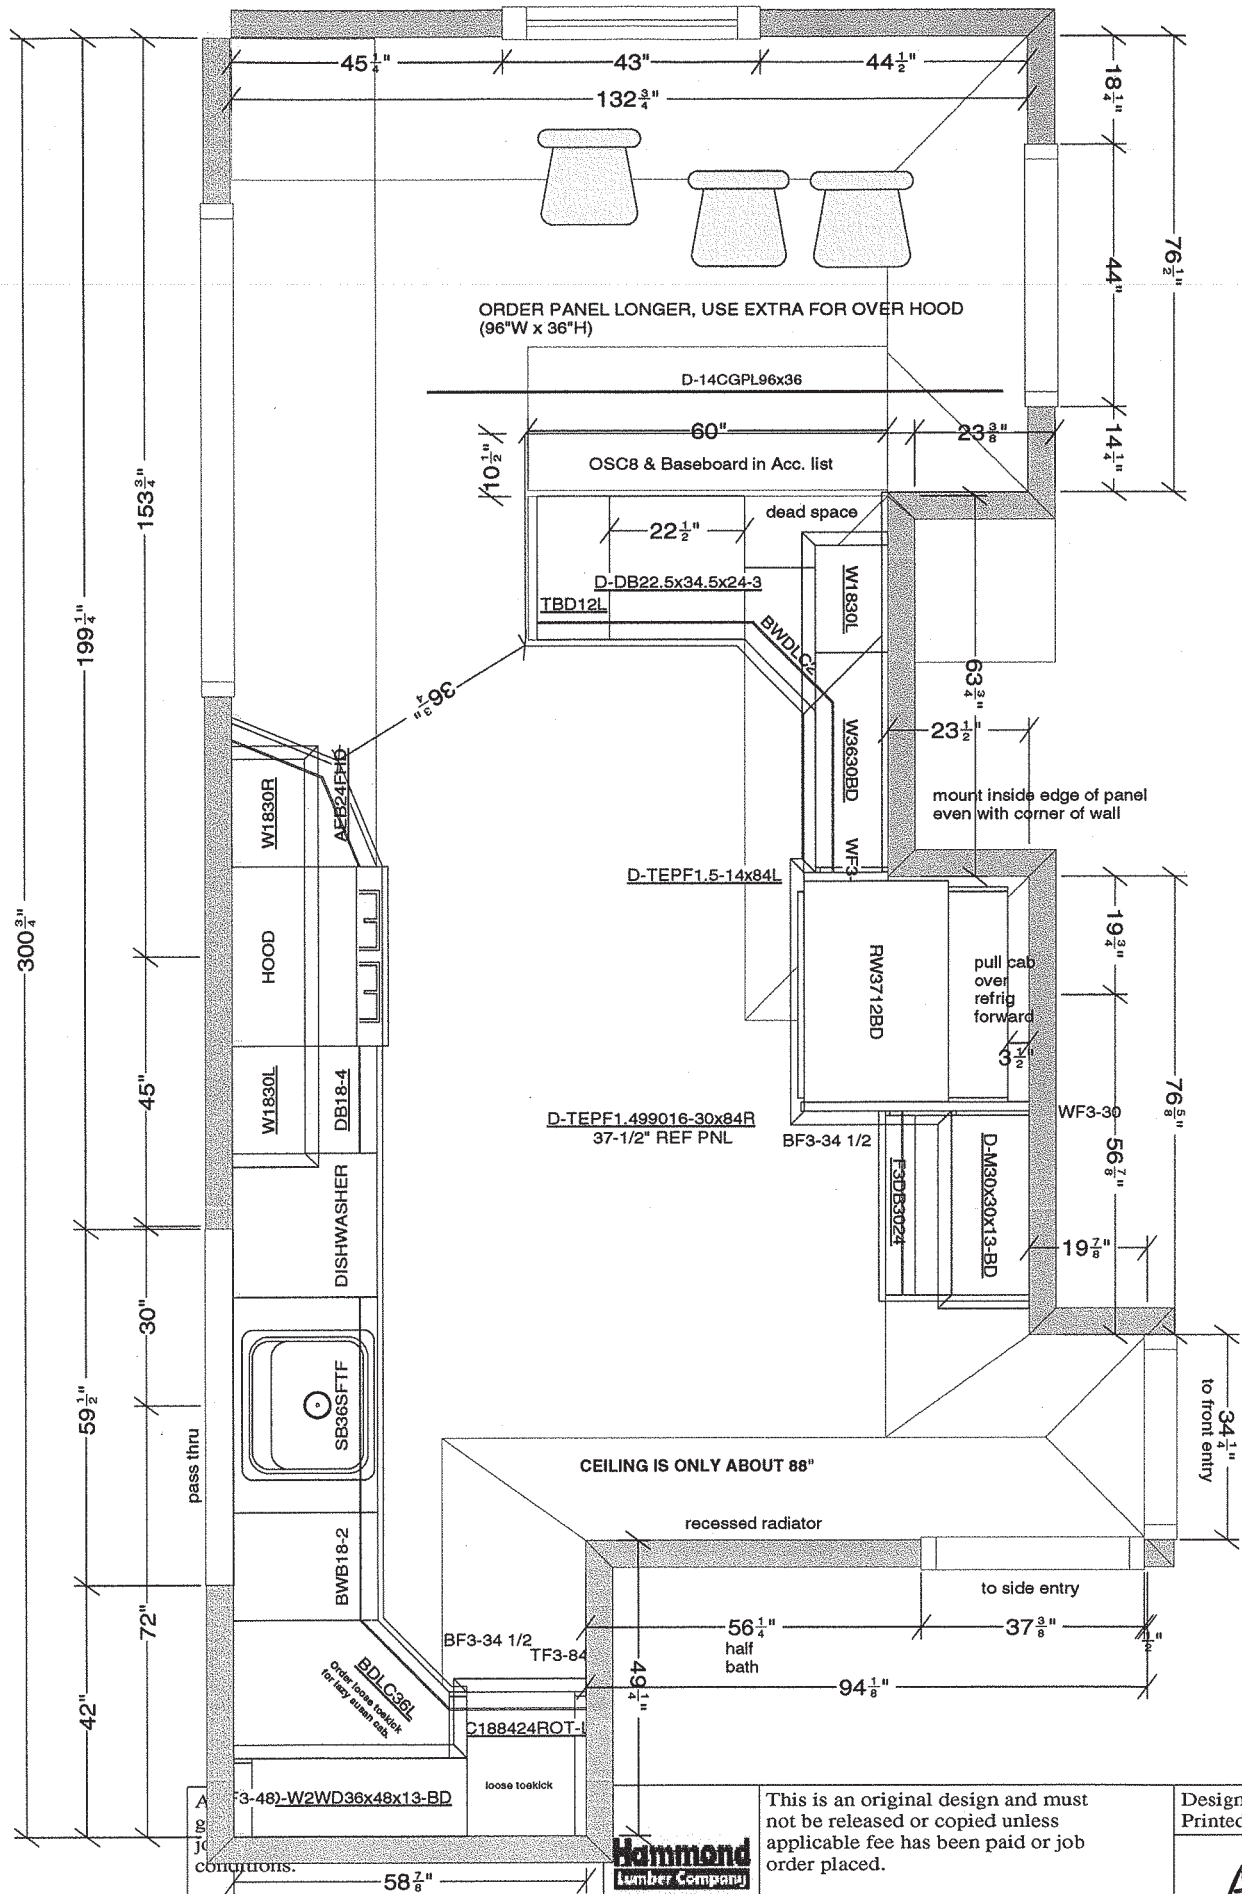 45 1/4"
43"
44 1/2"
132 3/4"
18 1/4"
44"
76 1/2"
14 1/4"
ORDER PANEL LONGER, USE EXTRA FOR OVER HOOD
(96"W x 36"H)
D-14CGPL96x36
60"
23 3/8"
10 1/2"
OSC8 & Baseboard in Acc. list
dead space
22 1/2"
D-DB22.5x34.5x24-3
TBD12L
BWDLC2
W1830L
153 3/4"
199 1/4"
300 3/4"
36 3/4"
63 3/4"
23 1/2"
W3630BD
WF3-
mount inside edge of panel
even with corner of wall
W1830R
AEB24FHD
D-TEPF1.5-14x84L
HOOD
RW3712BD
pull cab
over
refrig
forward
3 1/2"
19 3/4"
76 5/8"
56 7/8"
45"
W1830L
DB18-4
D-TEPF1.499016-30x84R
37-1/2" REF PNL
BF3-34 1/2
WF3-30
F3DB3024
D-M30x30x13-BD
19 7/8"
DISHWASHER
30"
59 1/2"
pass thru
SB36SFTF
34 1/4"
to front entry
CEILING IS ONLY ABOUT 88"
recessed radiator
to side entry
BWB18-2
72"
42"
56 1/4"
half
bath
37 3/8"
1/2"
94 1/8"
49 1/4"
BF3-34 1/2
TF3-84
BDLC36L
Order loose toekick
for lazy susan cab.
C188424ROT-L
loose toekick
F3-48)-W2WD36x48x13-BD
conditions.
58 7/8"
Hammond
Lumber Company
This is an original design and must
not be released or copied unless
applicable fee has been paid or job
order placed.
Design
Printed